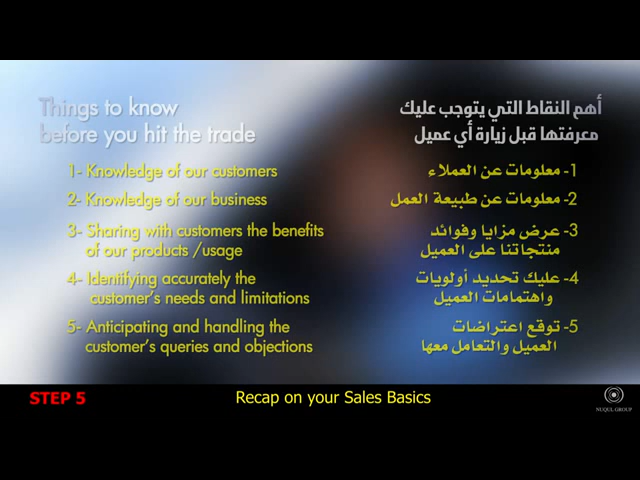 Things to know
before you hit the trade
1- Knowledge of our customers
2- Knowledge of our business
3- Sharing with customers the benefits
of our products /usage
4- Identifying accurately the
customer's needs and limitations
5- Anticipating and handling the
customer's queries and objections
أهم النقاط التي يتوجب عليك
معرفتها قبل زيارة أي عميل
1- معلومات عن العملاء
2- معلومات عن طبيعة العمل
3- عرض مزايا وفوائد
منتجاتنا على العميل
4- عليك تحديد أولويات
واهتمامات العميل
5- توقع اعتراضات
العميل والتعامل معها
STEP 5
Recap on your Sales Basics
NUQUL GROUP